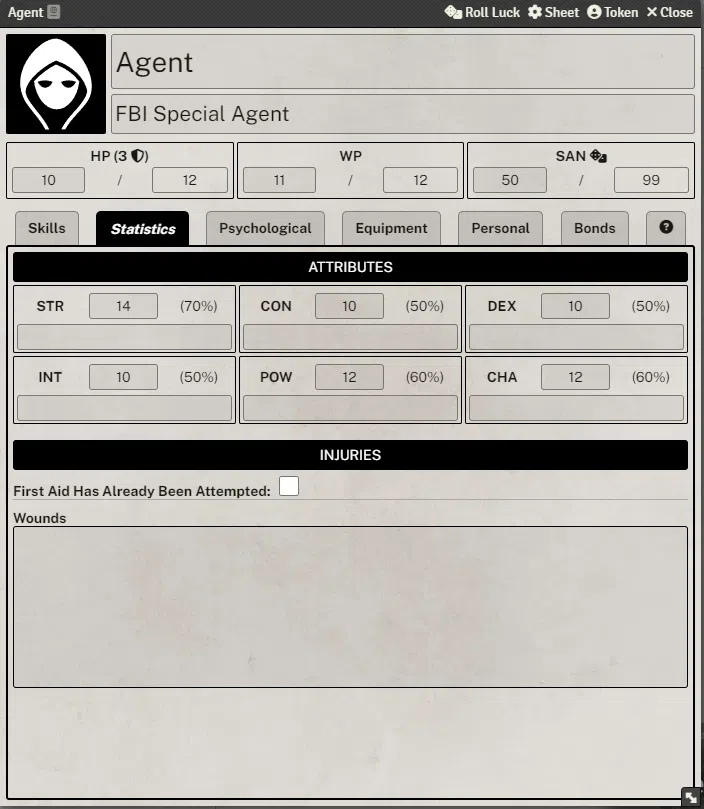 Agent Roll Luck Sheet Token Close
Agent
FBI Special Agent
HP (3 ) WP SAN
10 / 12 11 / 12 50 / 99
Skills Statistics Psychological Equipment Personal Bonds ?
ATTRIBUTES
STR 14 (70%) CON 10 (50%) DEX 10 (50%)
INT 10 (50%) POW 12 (60%) CHA 12 (60%)
INJURIES
First Aid Has Already Been Attempted:
Wounds